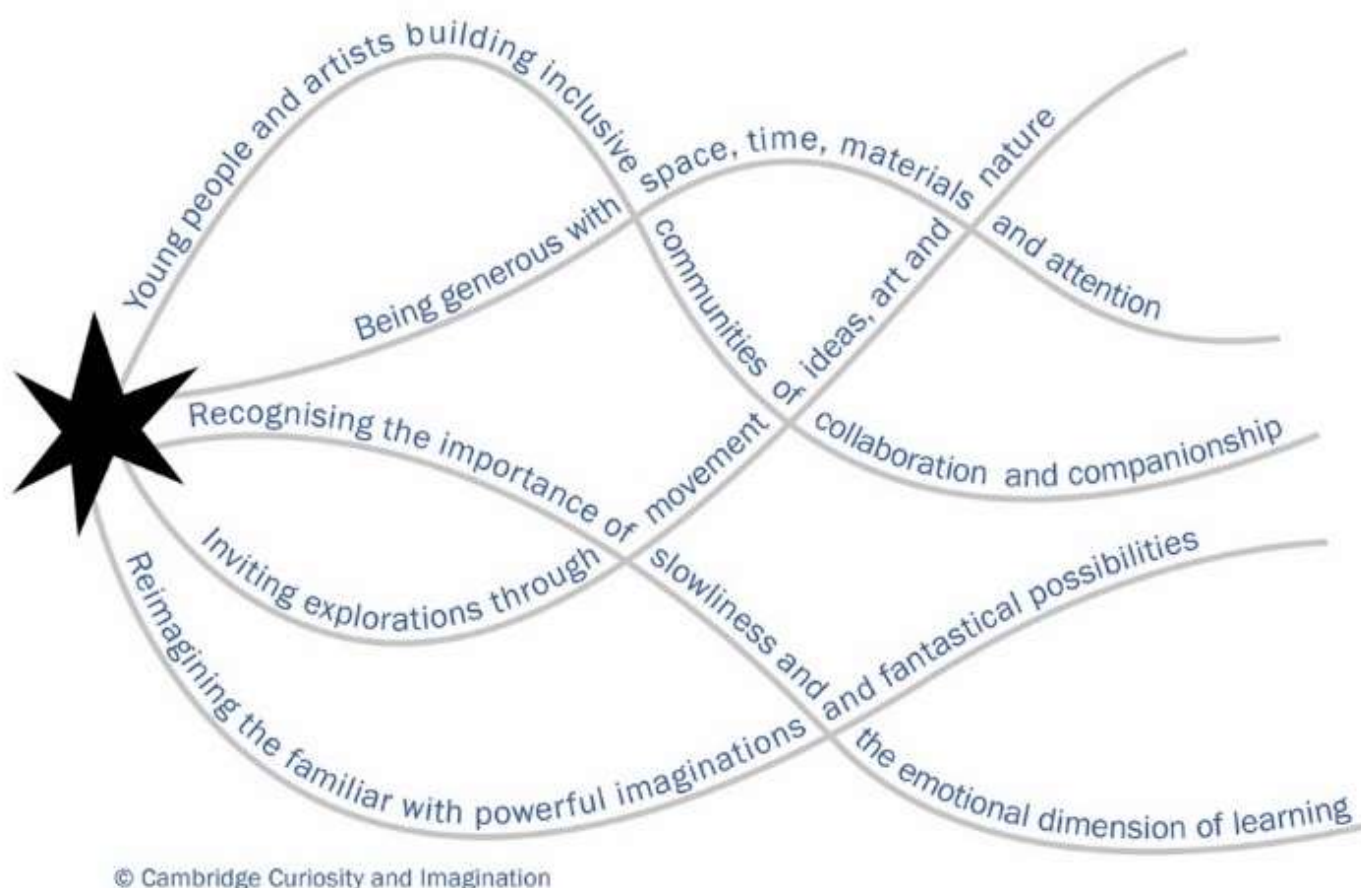 Young people and artists building inclusive communities of collaboration and companionship
Being generous with space, time, materials and attention
Recognising the importance of slowliness and the emotional dimension of learning
Inviting explorations through movement ideas, art and nature
Reimagining the familiar with powerful imaginations and fantastical possibilities
© Cambridge Curiosity and Imagination